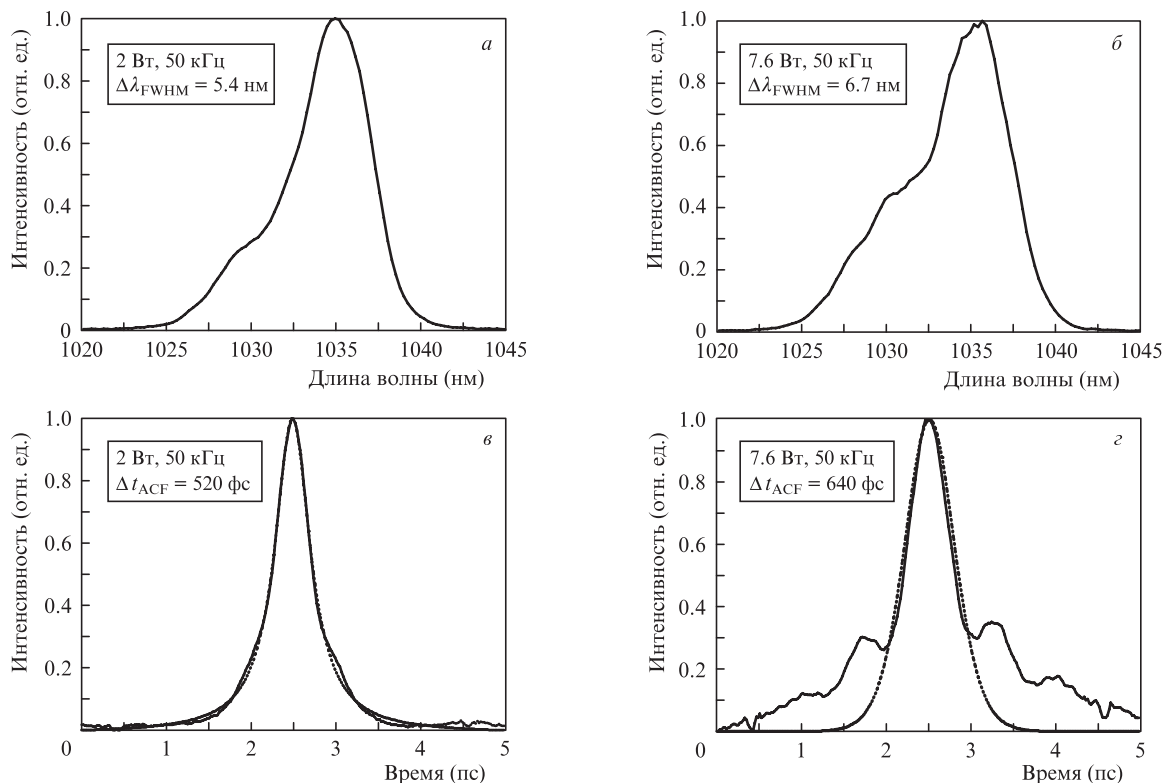 Интенсивность (отн. ед.)
1.0
0.8
0.6
0.4
0.2
0
2 Вт, 50 кГц
ΔλFWHM = 5.4 нм
а
1020 1025 1030 1035 1040 1045
Длина волны (нм)
Интенсивность (отн. ед.)
1.0
0.8
0.6
0.4
0.2
0
7.6 Вт, 50 кГц
ΔλFWHM = 6.7 нм
б
1020 1025 1030 1035 1040 1045
Длина волны (нм)
Интенсивность (отн. ед.)
1.0
0.8
0.6
0.4
0.2
2 Вт, 50 кГц
Δ tACF = 520 фс
в
0 1 2 3 4 5
Время (пс)
Интенсивность (отн. ед.)
1.0
0.8
0.6
0.4
0.2
7.6 Вт, 50 кГц
Δ tACF = 640 фс
г
0 1 2 3 4 5
Время (пс)